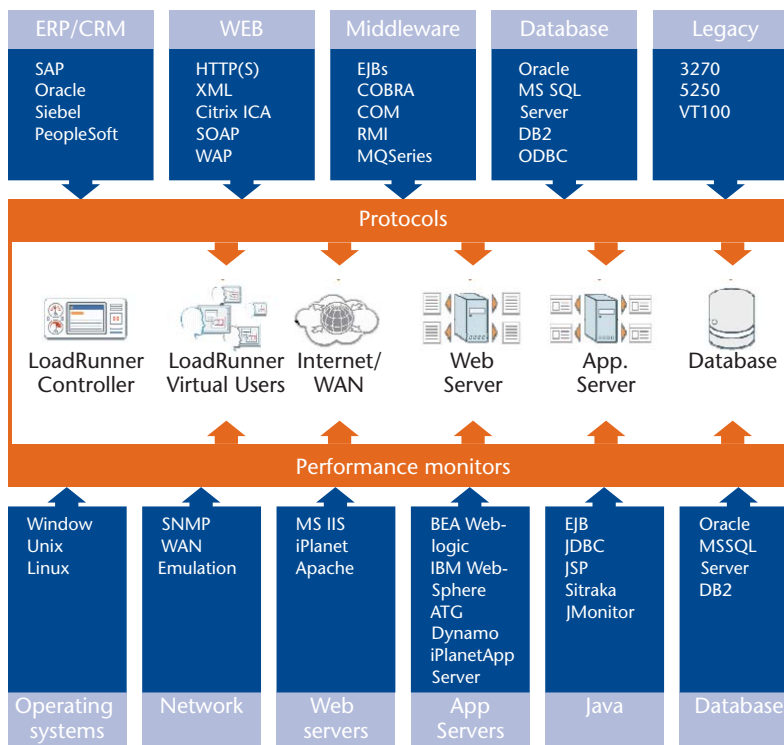 ERP/CRM
SAP
Oracle
Siebel
PeopleSoft
WEB
HTTP(S)
XML
Citrix ICA
SOAP
WAP
Middleware
EJBs
COBRA
COM
RMI
MQSeries
Database
Oracle
MS SQL
Server
DB2
ODBC
Legacy
3270
5250
VT100
Protocols
LoadRunner
Controller
LoadRunner
Virtual Users
Internet/
WAN
Web
Server
App.
Server
Database
Performance monitors
Window
Unix
Linux
Operating
systems
SNMP
WAN
Emulation
Network
MS IIS
iPlanet
Apache
Web
servers
BEA Web-
logic
IBM Web-
Sphere
ATG
Dynamo
iPlanetApp
Server
App
Servers
EJB
JDBC
JSP
Sitraka
JMonitor
Java
Oracle
MSSQL
Server
DB2
Database